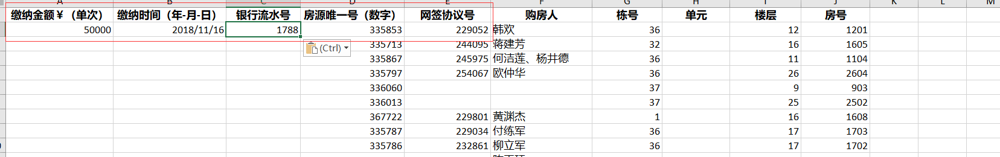 A B C D E F G H I J K L M
缴纳金额￥（单次） 缴纳时间（年-月-日） 银行流水号 房源唯一号（数字） 网签协议号 购房人 栋号 单元 楼层 房号
50000 2018/11/16 1788 335853 229052 韩欢 36 12 1201
335713 244095 蒋建芳 32 16 1605
(Ctrl)
335867 245975 何洁莲、杨井德 36 11 1104
335797 254067 欧仲华 36 26 2604
336060 37 9 903
336013 37 25 2502
367722 229801 黄渊杰 1 16 1608
335787 229034 付练军 36 17 1703
335786 232861 柳立军 36 17 1702